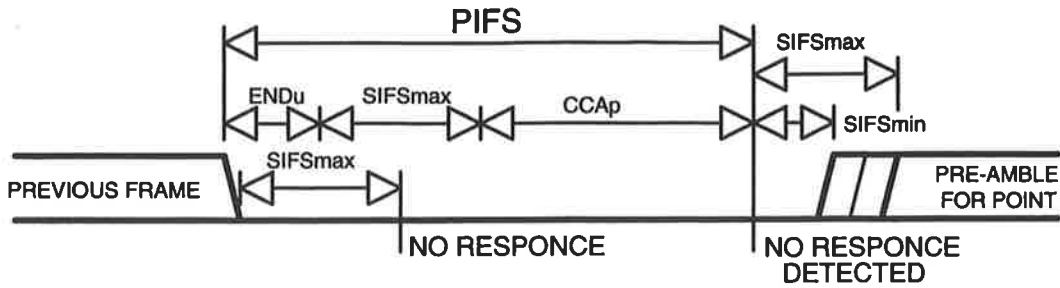 PIFS
SIFSmax
ENDu
SIFSmax
CCAp
SIFSmin
SIFSmax
PREVIOUS FRAME
PRE-AMBLE
FOR POINT
NO RESPONCE
NO RESPONCE
DETECTED